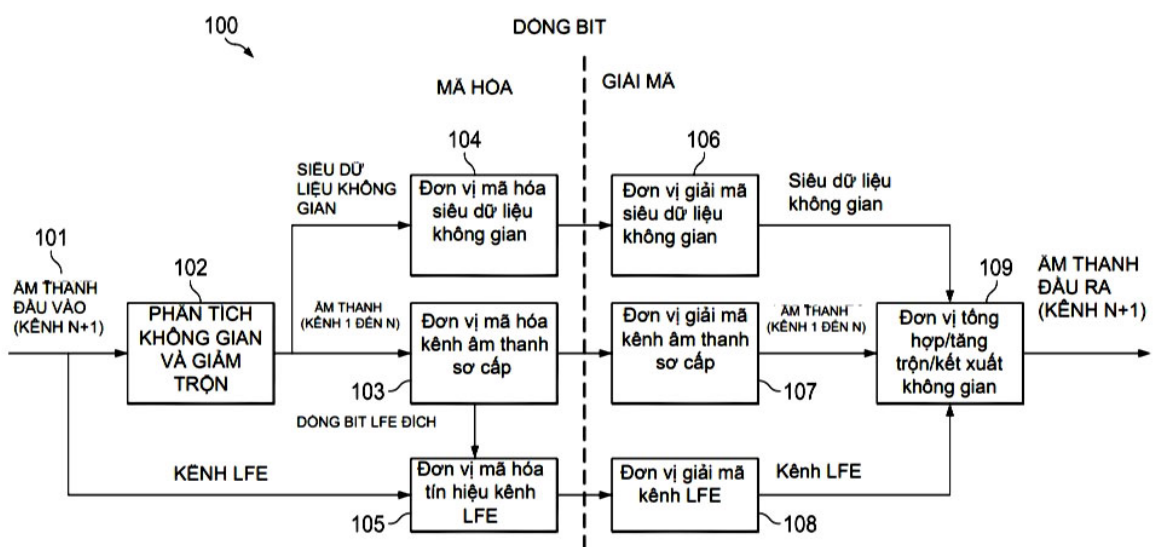 100
DÒNG BIT
MÃ HÓA
GIẢI MÃ
104
106
SIÊU DỮ
LIỆU KHÔNG
GIAN
Đơn vị mã hóa
siêu dữ liệu
không gian
Đơn vị giải mã
siêu dữ liệu
không gian
Siêu dữ liệu
không gian
101
ÂM THANH
ĐẦU VÀO
(KÊNH N+1)
102
PHÂN TÍCH
KHÔNG GIAN
VÀ GIẢM
TRỘN
ÂM THANH
(KÊNH 1 ĐẾN N)
Đơn vị mã hóa
kênh âm thanh
sơ cấp
103
Đơn vị giải mã
kênh âm thanh
sơ cấp
107
ÂM THANH
(KÊNH 1 ĐẾN N)
109
Đơn vị tổng
hợp/tăng
trộn/kết xuất
không gian
ÂM THANH
ĐẦU RA
(KÊNH N+1)
DÒNG BIT LFE ĐÍCH
KÊNH LFE
Đơn vị mã hóa
tín hiệu kênh
LFE
105
Đơn vị giải mã
kênh LFE
108
Kênh LFE